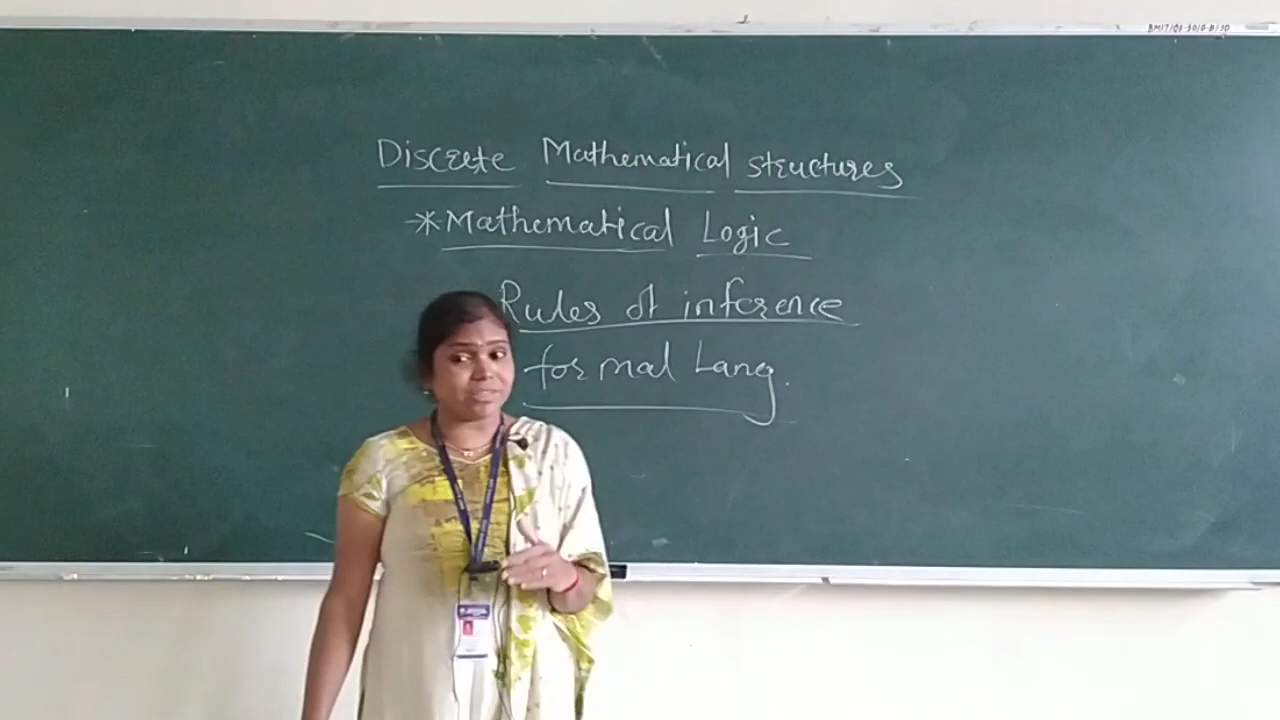 Discrete Mathematical structures
*Mathematical Logic
Rules of inference
formal Lang.